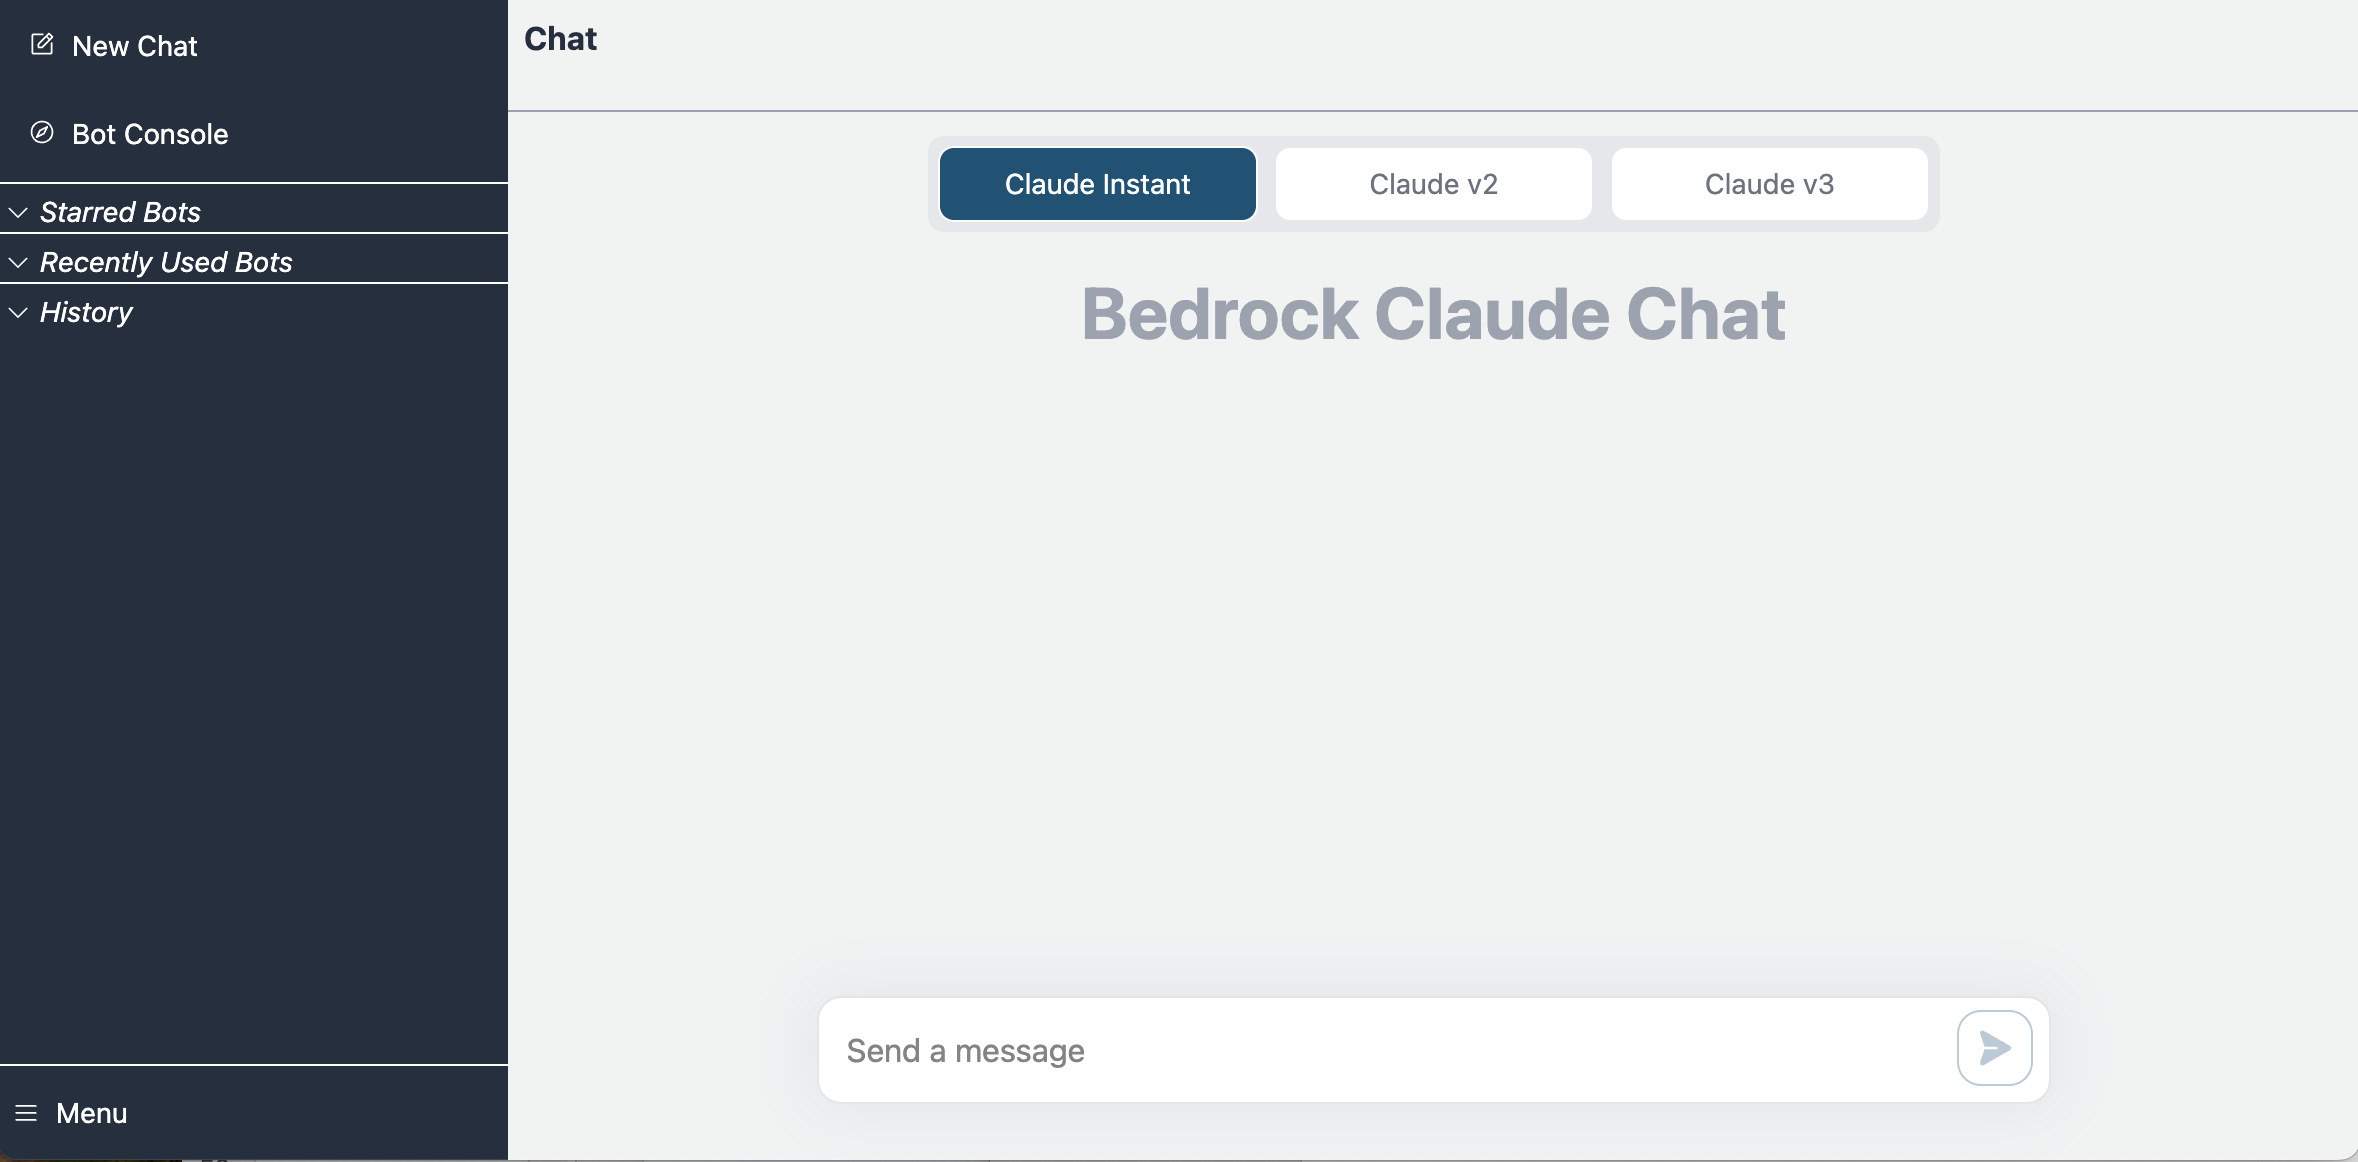 New Chat
Bot Console
Starred Bots
Recently Used Bots
History
Menu
Chat
Claude Instant
Claude v2
Claude v3
Bedrock Claude Chat
Send a message